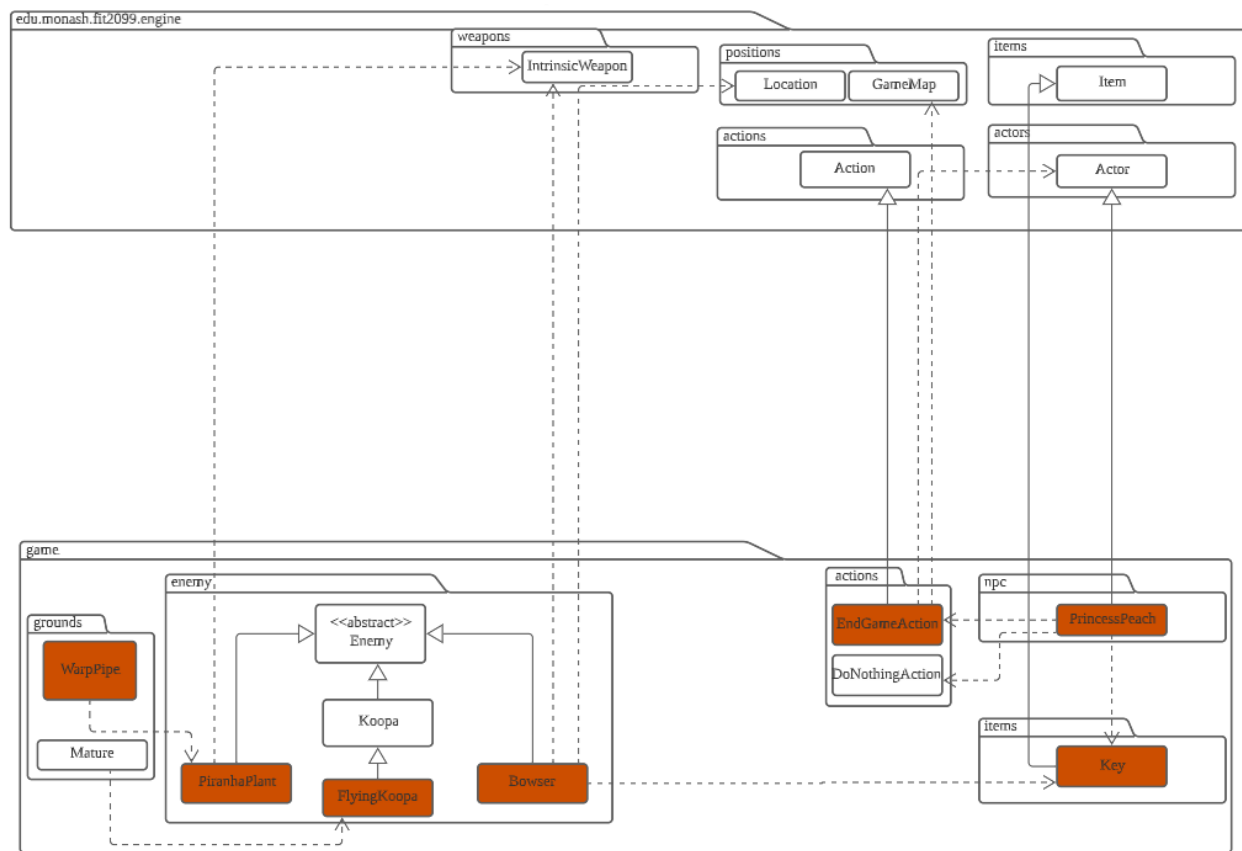 edu.monash.fit2099.engine
weapons
IntrinsicWeapon
positions
Location
GameMap
items
Item
actions
Action
actors
Actor
game
enemy
<<abstract>>
Enemy
Koopa
PiranhaPlant
FlyingKoopa
Bowser
grounds
WarpPipe
Mature
actions
EndGameAction
DoNothingAction
npc
PrincessPeach
items
Key